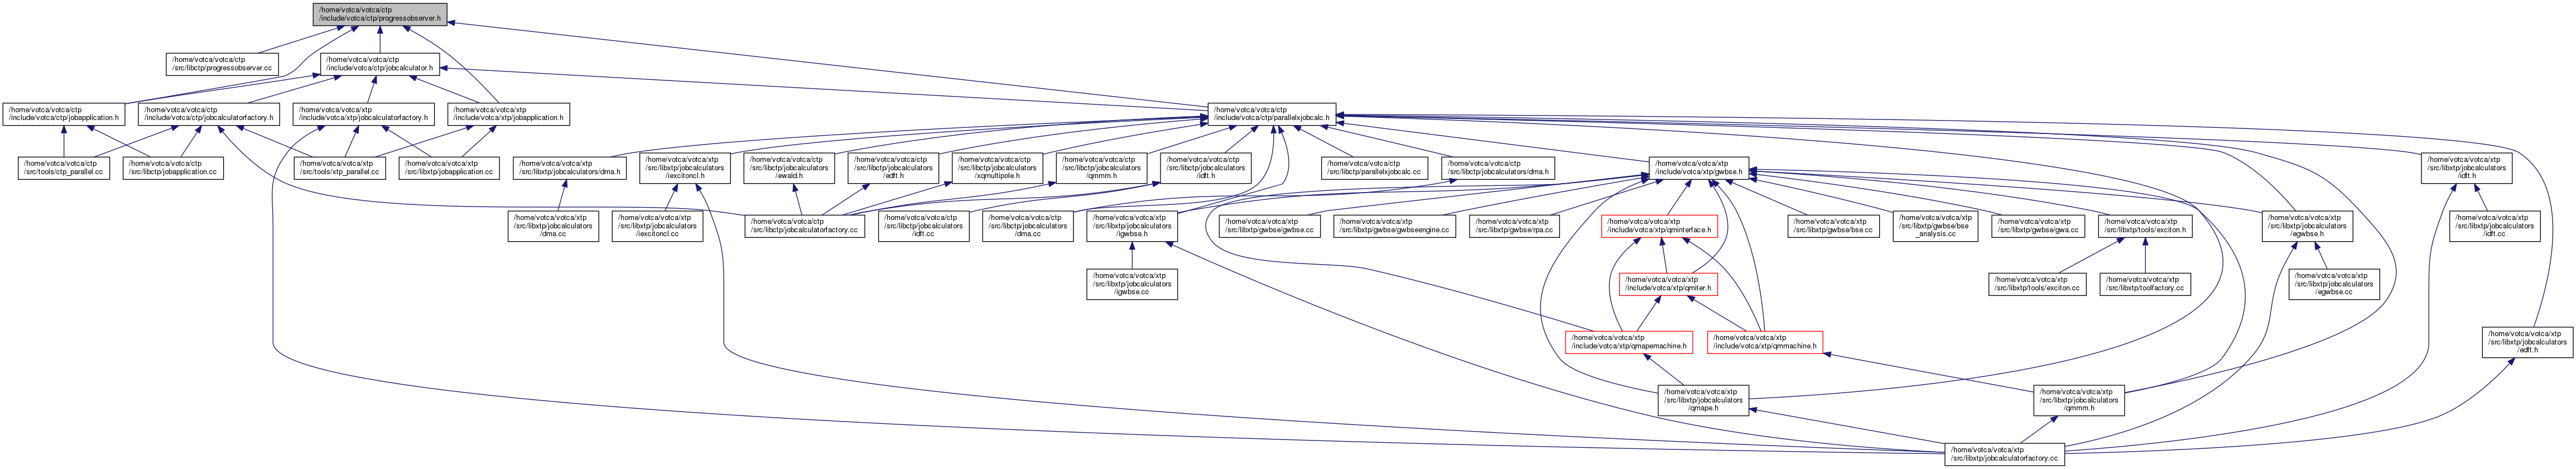 /home/votca/votca/ctp
/include/votca/ctp/progressobserver.h
/home/votca/votca/ctp
/src/libctp/progressobserver.cc
/home/votca/votca/ctp
/include/votca/ctp/jobcalculator.h
/home/votca/votca/ctp
/include/votca/ctp/jobapplication.h
/home/votca/votca/ctp
/include/votca/ctp/jobcalculatorfactory.h
/home/votca/votca/xtp
/include/votca/xtp/jobcalculatorfactory.h
/home/votca/votca/xtp
/include/votca/xtp/jobapplication.h
/home/votca/votca/ctp
/include/votca/ctp/parallelxjobcalc.h
/home/votca/votca/ctp
/src/tools/ctp_parallel.cc
/home/votca/votca/ctp
/src/libctp/jobapplication.cc
/home/votca/votca/xtp
/src/tools/xtp_parallel.cc
/home/votca/votca/xtp
/src/libxtp/jobapplication.cc
/home/votca/votca/xtp
/src/libxtp/jobcalculators/dma.h
/home/votca/votca/xtp
/src/libxtp/jobcalculators
/iexcitoncl.h
/home/votca/votca/ctp
/src/libctp/jobcalculators
/ewald.h
/home/votca/votca/ctp
/src/libctp/jobcalculators
/edft.h
/home/votca/votca/ctp
/src/libctp/jobcalculators
/xqmultipole.h
/home/votca/votca/ctp
/src/libctp/jobcalculators
/qmmm.h
/home/votca/votca/ctp
/src/libctp/jobcalculators
/idft.h
/home/votca/votca/ctp
/src/libctp/parallelxjobcalc.cc
/home/votca/votca/ctp
/src/libctp/jobcalculators/dma.h
/home/votca/votca/xtp
/include/votca/xtp/gwbse.h
/home/votca/votca/xtp
/src/libxtp/jobcalculators
/idft.h
/home/votca/votca/xtp
/src/libxtp/jobcalculators
/dma.cc
/home/votca/votca/xtp
/src/libxtp/jobcalculators
/iexcitoncl.cc
/home/votca/votca/ctp
/src/libctp/jobcalculatorfactory.cc
/home/votca/votca/ctp
/src/libctp/jobcalculators
/idft.cc
/home/votca/votca/ctp
/src/libctp/jobcalculators
/dma.cc
/home/votca/votca/xtp
/src/libxtp/jobcalculators
/igwbse.h
/home/votca/votca/xtp
/src/libxtp/gwbse/gwbse.cc
/home/votca/votca/xtp
/src/libxtp/gwbse/gwbseengine.cc
/home/votca/votca/xtp
/src/libxtp/gwbse/rpa.cc
/home/votca/votca/xtp
/include/votca/xtp/qminterface.h
/home/votca/votca/xtp
/src/libxtp/gwbse/bse.cc
/home/votca/votca/xtp
/src/libxtp/gwbse/bse
_analysis.cc
/home/votca/votca/xtp
/src/libxtp/gwbse/gwa.cc
/home/votca/votca/xtp
/src/libxtp/tools/exciton.h
/home/votca/votca/xtp
/src/libxtp/jobcalculators
/egwbse.h
/home/votca/votca/xtp
/src/libxtp/jobcalculators
/idft.cc
/home/votca/votca/xtp
/src/libxtp/jobcalculators
/igwbse.cc
/home/votca/votca/xtp
/include/votca/xtp/qmiter.h
/home/votca/votca/xtp
/src/libxtp/tools/exciton.cc
/home/votca/votca/xtp
/src/libxtp/toolfactory.cc
/home/votca/votca/xtp
/src/libxtp/jobcalculators
/egwbse.cc
/home/votca/votca/xtp
/include/votca/xtp/qmapemachine.h
/home/votca/votca/xtp
/include/votca/xtp/qmmachine.h
/home/votca/votca/xtp
/src/libxtp/jobcalculators
/edft.h
/home/votca/votca/xtp
/src/libxtp/jobcalculators
/qmape.h
/home/votca/votca/xtp
/src/libxtp/jobcalculators
/qmmm.h
/home/votca/votca/xtp
/src/libxtp/jobcalculatorfactory.cc